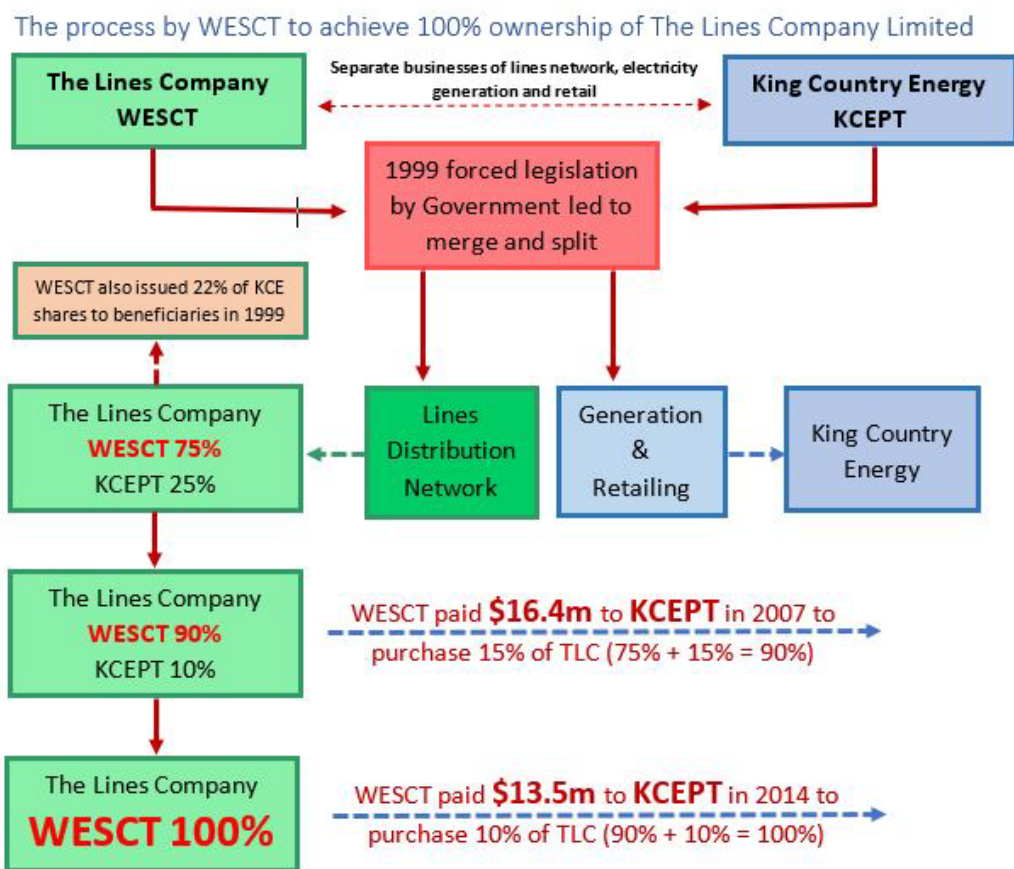 The process by WESCT to achieve 100% ownership of The Lines Company Limited
The Lines Company
WESCT
Separate businesses of lines network, electricity
generation and retail
King Country Energy
KCEPT
1999 forced legislation
by Government led to
merge and split
WESCT also issued 22% of KCE
shares to beneficiaries in 1999
The Lines Company
WESCT 75%
KCEPT 25%
Lines
Distribution
Network
Generation
&
Retailing
King Country
Energy
The Lines Company
WESCT 90%
KCEPT 10%
WESCT paid $16.4m to KCEPT in 2007 to
purchase 15% of TLC (75% + 15% = 90%)
The Lines Company
WESCT 100%
WESCT paid $13.5m to KCEPT in 2014 to
purchase 10% of TLC (90% + 10% = 100%)